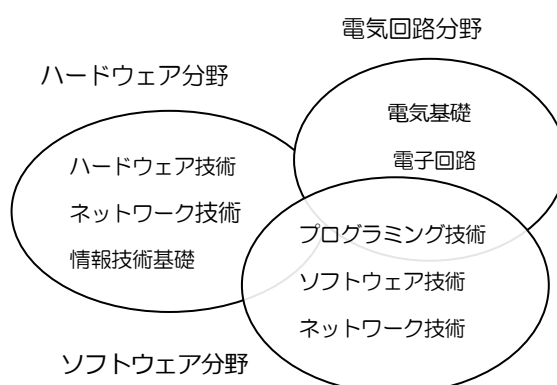 電気回路分野
ハードウェア分野
電気基礎
電子回路
ハードウェア技術
ネットワーク技術
情報技術基礎
プログラミング技術
ソフトウェア技術
ネットワーク技術
ソフトウェア分野